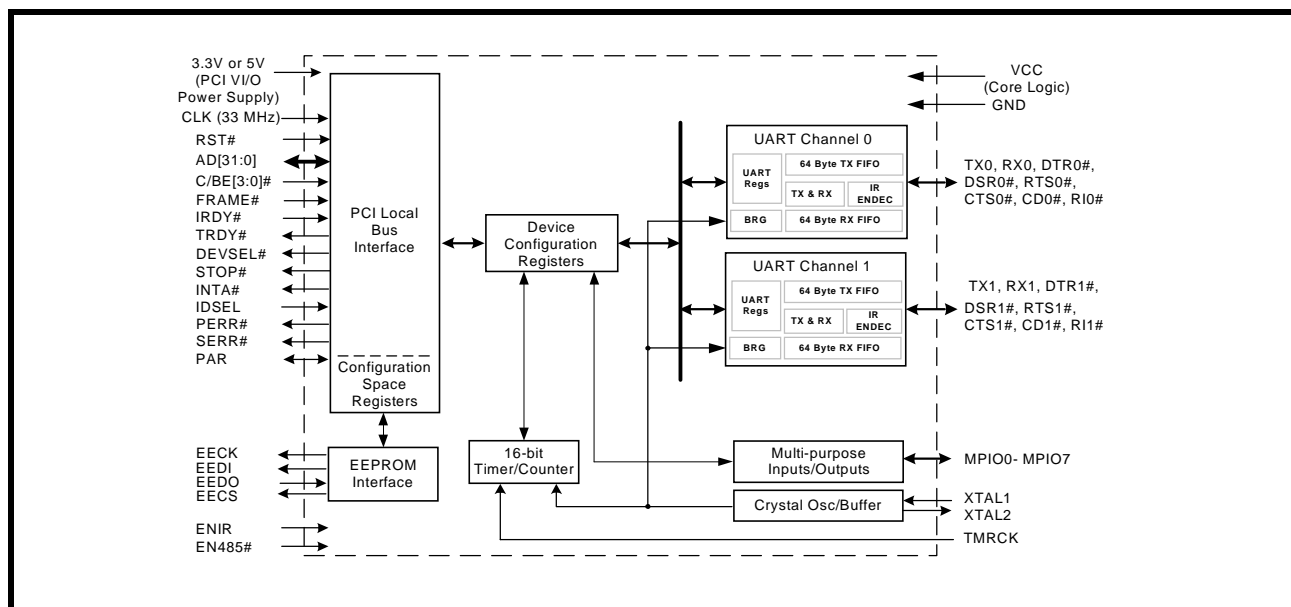 3.3V or 5V
(PCI VI/O
Power Supply)
CLK (33 MHz)
RST#
AD[31:0]
C/BE[3:0]#
FRAME#
IRDY#
TRDY#
DEVSEL#
STOP#
INTA#
IDSEL
PERR#
SERR#
PAR
EECK
EEDI
EEDO
EECS
ENIR
EN485#
PCI Local
Bus
Interface
Configuration
Space
Registers
EEPROM
Interface
Device
Configuration
Registers
16-bit
Timer/Counter
UART Channel 0
UART
Regs
64 Byte TX FIFO
TX & RX
IR
ENDEC
BRG
64 Byte RX FIFO
UART Channel 1
UART
Regs
64 Byte TX FIFO
TX & RX
IR
ENDEC
BRG
64 Byte RX FIFO
Multi-purpose
Inputs/Outputs
Crystal Osc/Buffer
VCC
(Core Logic)
GND
TX0, RX0, DTR0#,
DSR0#, RTS0#,
CTS0#, CD0#, RI0#
TX1, RX1, DTR1#,
DSR1#, RTS1#,
CTS1#, CD1#, RI1#
MPIO0- MPIO7
XTAL1
XTAL2
TMRCK